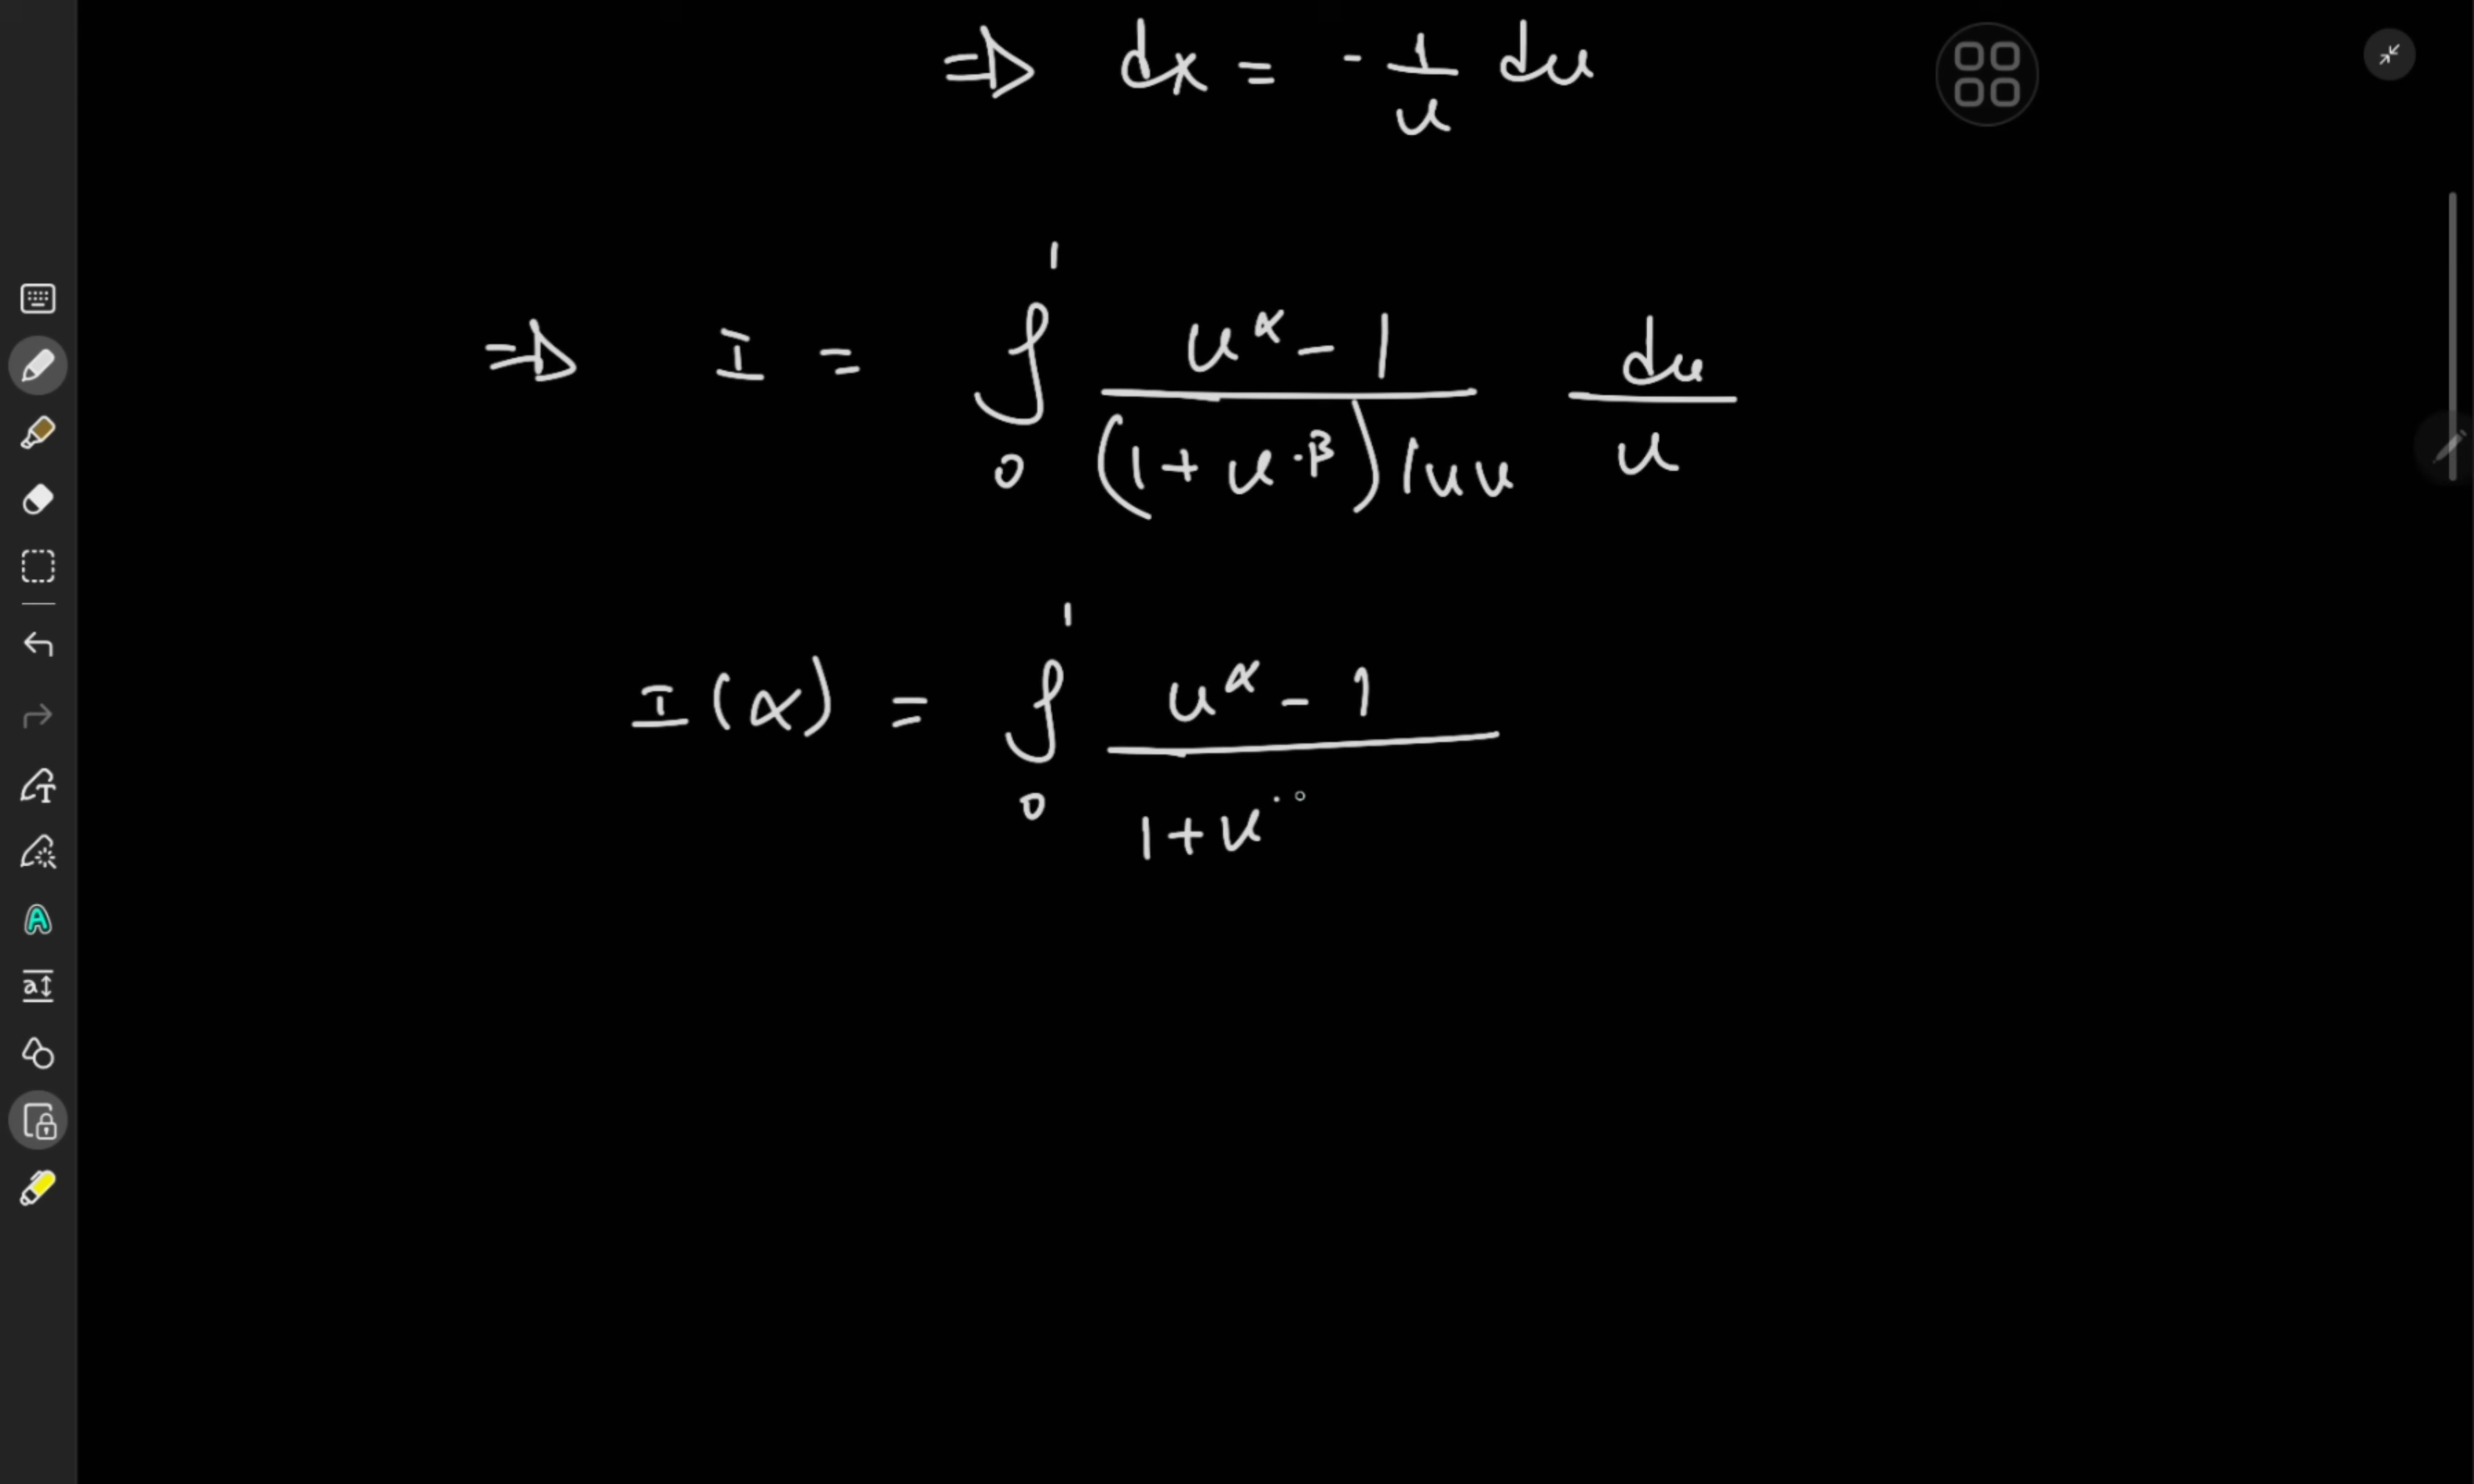 ⇒ dx = - 1/u du
⇒ I = ∫₀¹ (u^α - 1)/((1 + u^{-β}) ln u) du/u
I(α) = ∫₀¹ (u^α - 1)/(1 + u^-